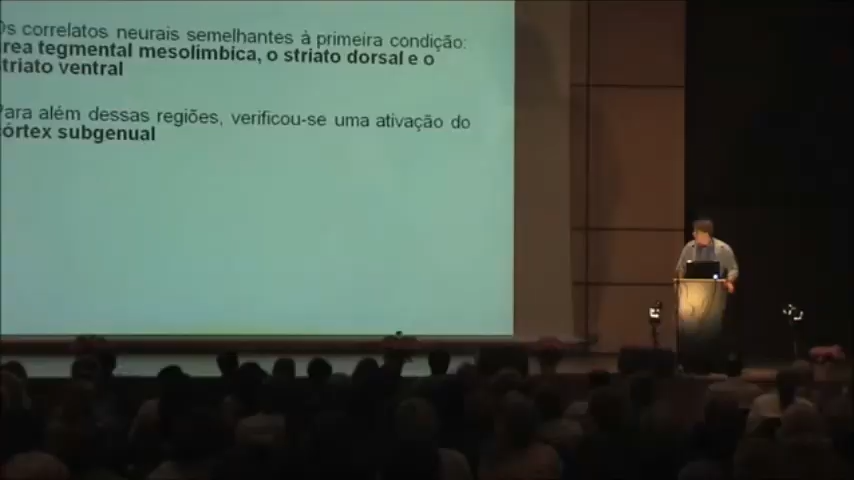 Os correlatos neurais semelhantes à primeira condição:
rea tegmental mesolímbica, o striato dorsal e o
triato ventral
Para além dessas regiões, verificou-se uma ativação do
órtex subgenual